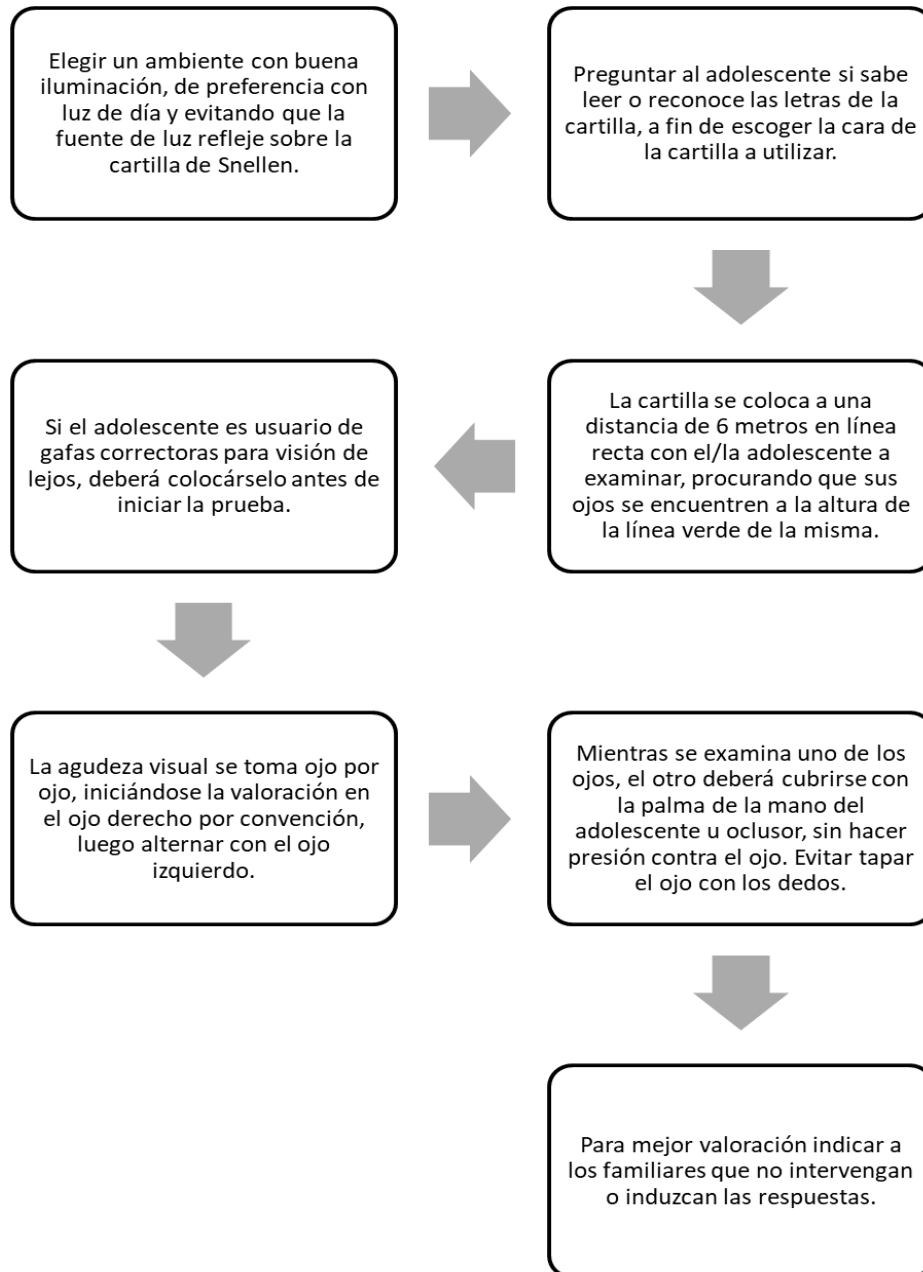 Elegir un ambiente con buena
iluminación, de preferencia con
luz de día y evitando que la
fuente de luz refleje sobre la
cartilla de Snellen.
Preguntar al adolescente si sabe
leer o reconoce las letras de la
cartilla, a fin de escoger la cara de
la cartilla a utilizar.
La cartilla se coloca a una
distancia de 6 metros en línea
recta con el/la adolescente a
examinar, procurando que sus
ojos se encuentren a la altura de
la línea verde de la misma.
Si el adolescente es usuario de
gafas correctoras para visión de
lejos, deberá colocárselo antes de
iniciar la prueba.
La agudeza visual se toma ojo por
ojo, iniciándose la valoración en
el ojo derecho por convención,
luego alternar con el ojo
izquierdo.
Mientras se examina uno de los
ojos, el otro deberá cubrirse con
la palma de la mano del
adolescente u oclusor, sin hacer
presión contra el ojo. Evitar tapar
el ojo con los dedos.
Para mejor valoración indicar a
los familiares que no intervengan
o induzcan las respuestas.